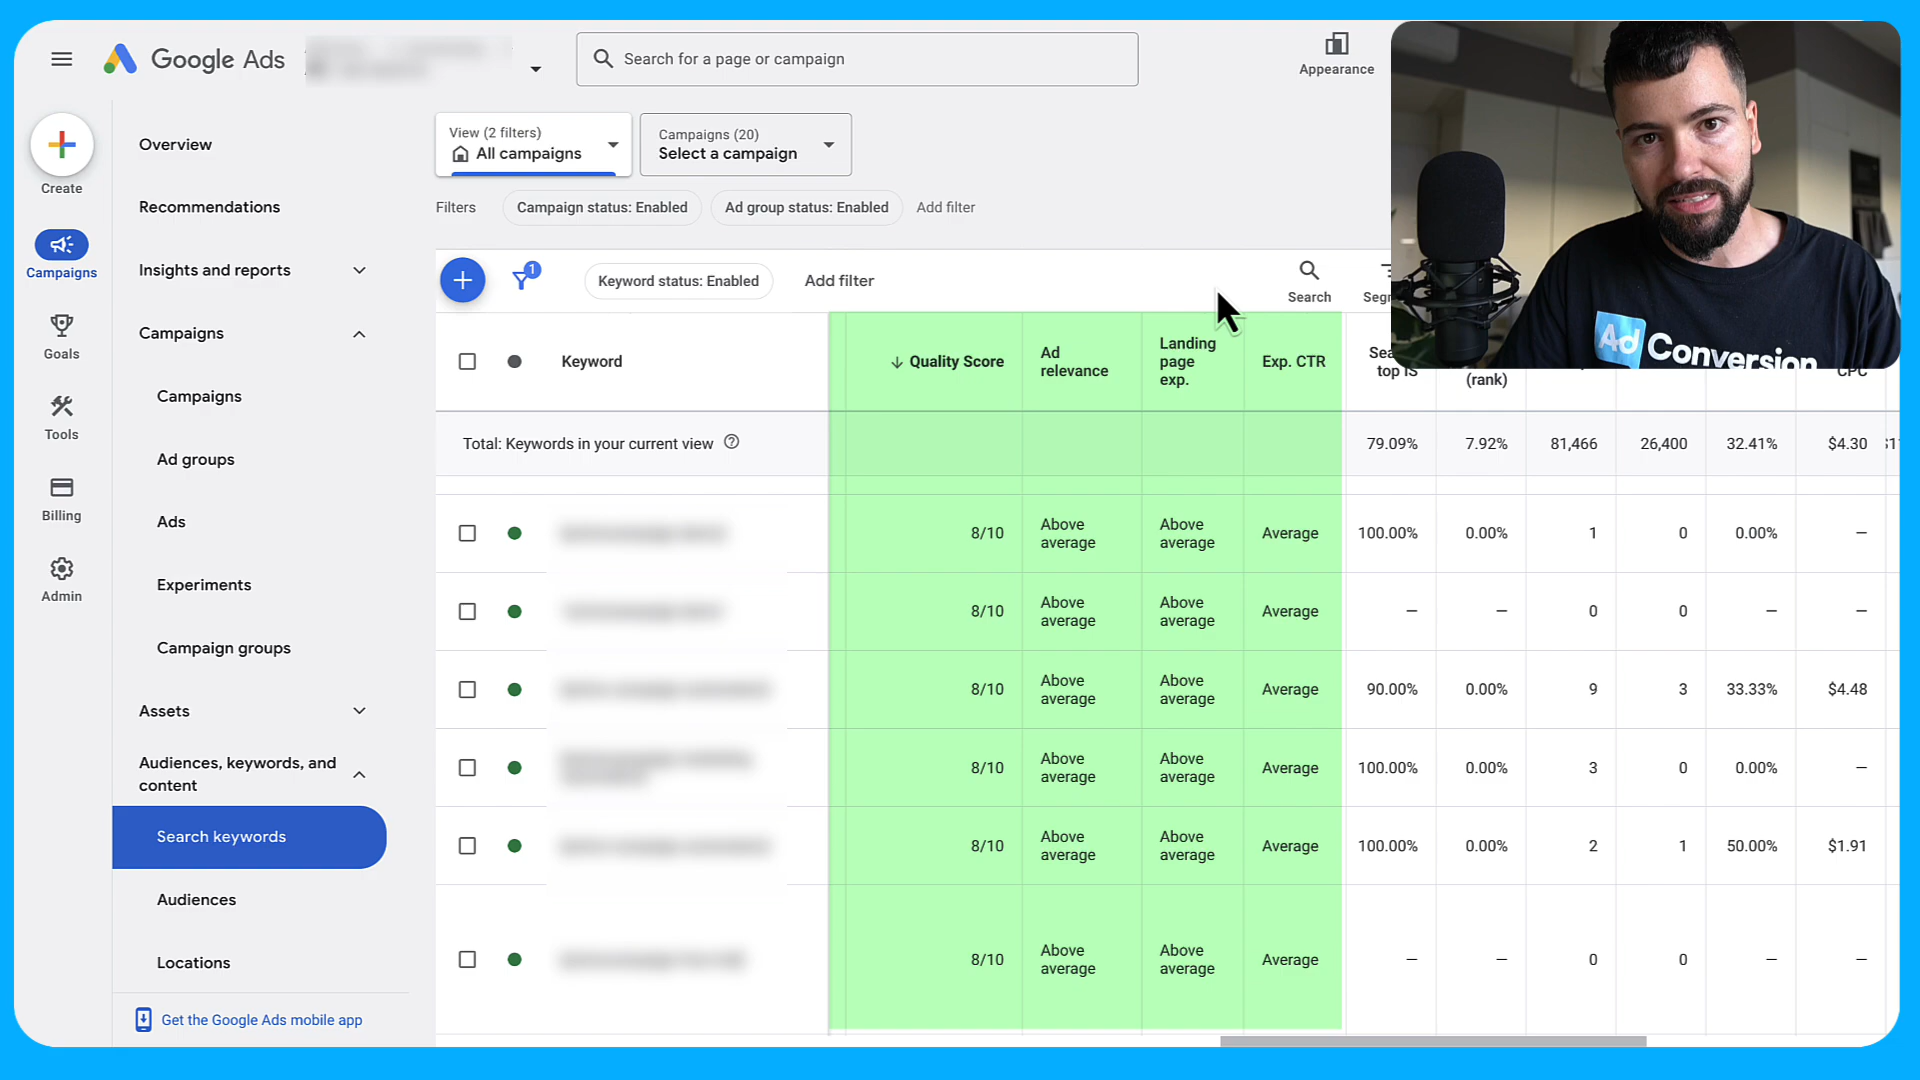 Google Ads
Search for a page or campaign
Appearance
Create
Campaigns
Goals
Tools
Billing
Admin
Overview
Recommendations
Insights and reports
Campaigns
Campaigns
Ad groups
Ads
Experiments
Campaign groups
Assets
Audiences, keywords, and
content
Search keywords
Audiences
Locations
Get the Google Ads mobile app
View (2 filters)
All campaigns
Campaigns (20)
Select a campaign
Filters
Campaign status: Enabled
Ad group status: Enabled
Add filter
1
Keyword status: Enabled
Add filter
Search
Ad Conversion
Keyword
Quality Score
Ad
relevance
Landing
page
exp.
Exp. CTR
top IS
(rank)
CPC
Total: Keywords in your current view
79.09% 7.92% 81,466 26,400 32.41% $4.30
8/10 Above average Above average Average 100.00% 0.00% 1 0 0.00% —
8/10 Above average Above average Average — — 0 0 — —
8/10 Above average Above average Average 90.00% 0.00% 9 3 33.33% $4.48
8/10 Above average Above average Average 100.00% 0.00% 3 0 0.00% —
8/10 Above average Above average Average 100.00% 0.00% 2 1 50.00% $1.91
8/10 Above average Above average Average — — 0 0 — —